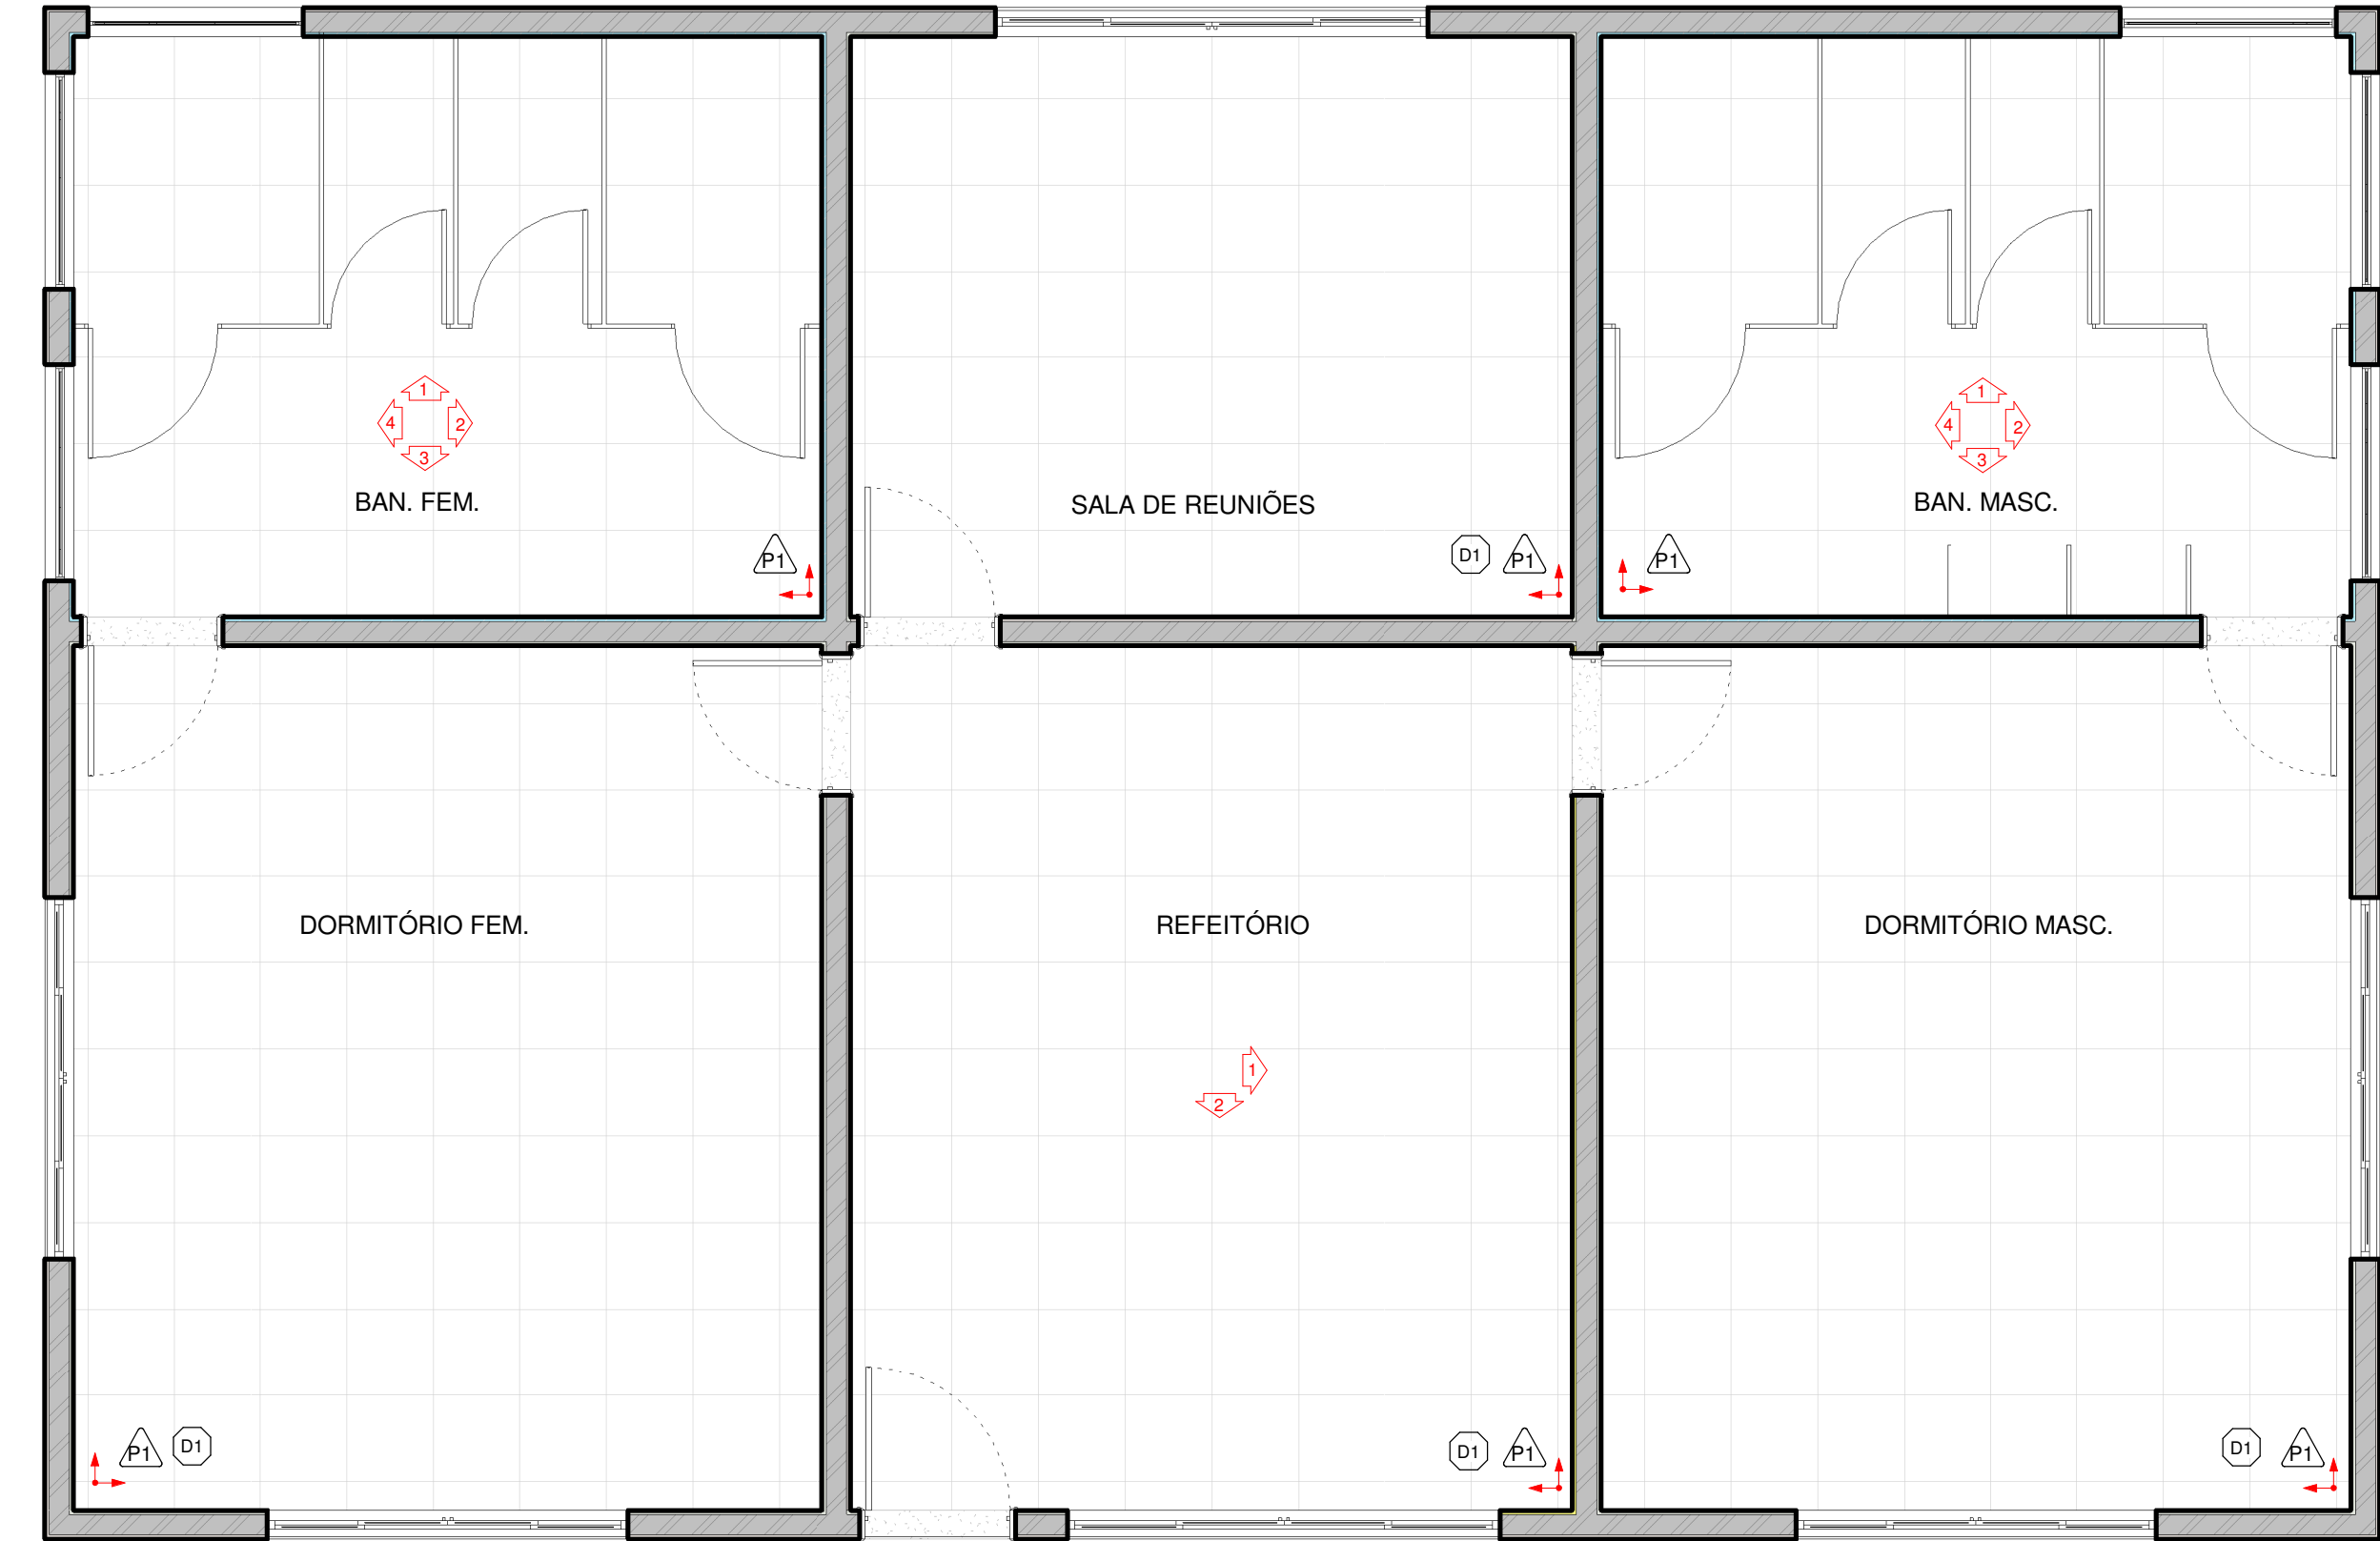 1
4 2
3
BAN. FEM.
P1
SALA DE REUNIÕES
D1 P1
1
4 2
3
BAN. MASC.
P1
DORMITÓRIO FEM.
P1 D1
REFEITÓRIO
1
2
D1 P1
DORMITÓRIO MASC.
D1 P1